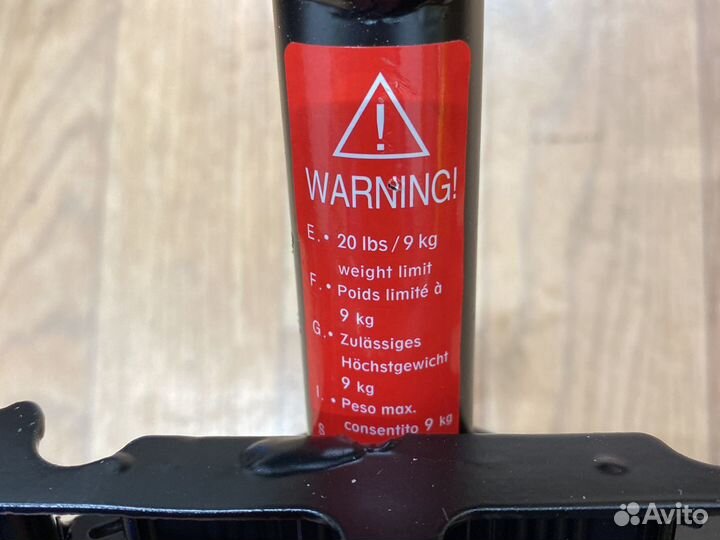 !
WARNING!
E. • 20 lbs / 9 kg
weight limit
F. • Poids limité à
9 kg
G. • Zulässiges
Höchstgewicht
9 kg
I. • Peso max.
consentito 9 kg
S
Avito